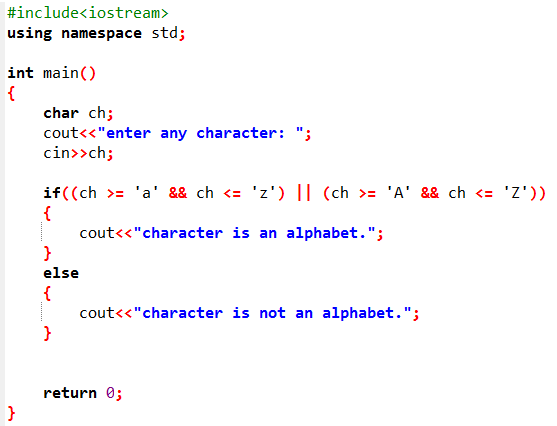 #include<iostream>
using namespace std;
int main()
{
char ch;
cout<<"enter any character: ";
cin>>ch;
if((ch >= 'a' && ch <= 'z') || (ch >= 'A' && ch <= 'Z'))
{
cout<<"character is an alphabet.";
}
else
{
cout<<"character is not an alphabet.";
}
return 0;
}